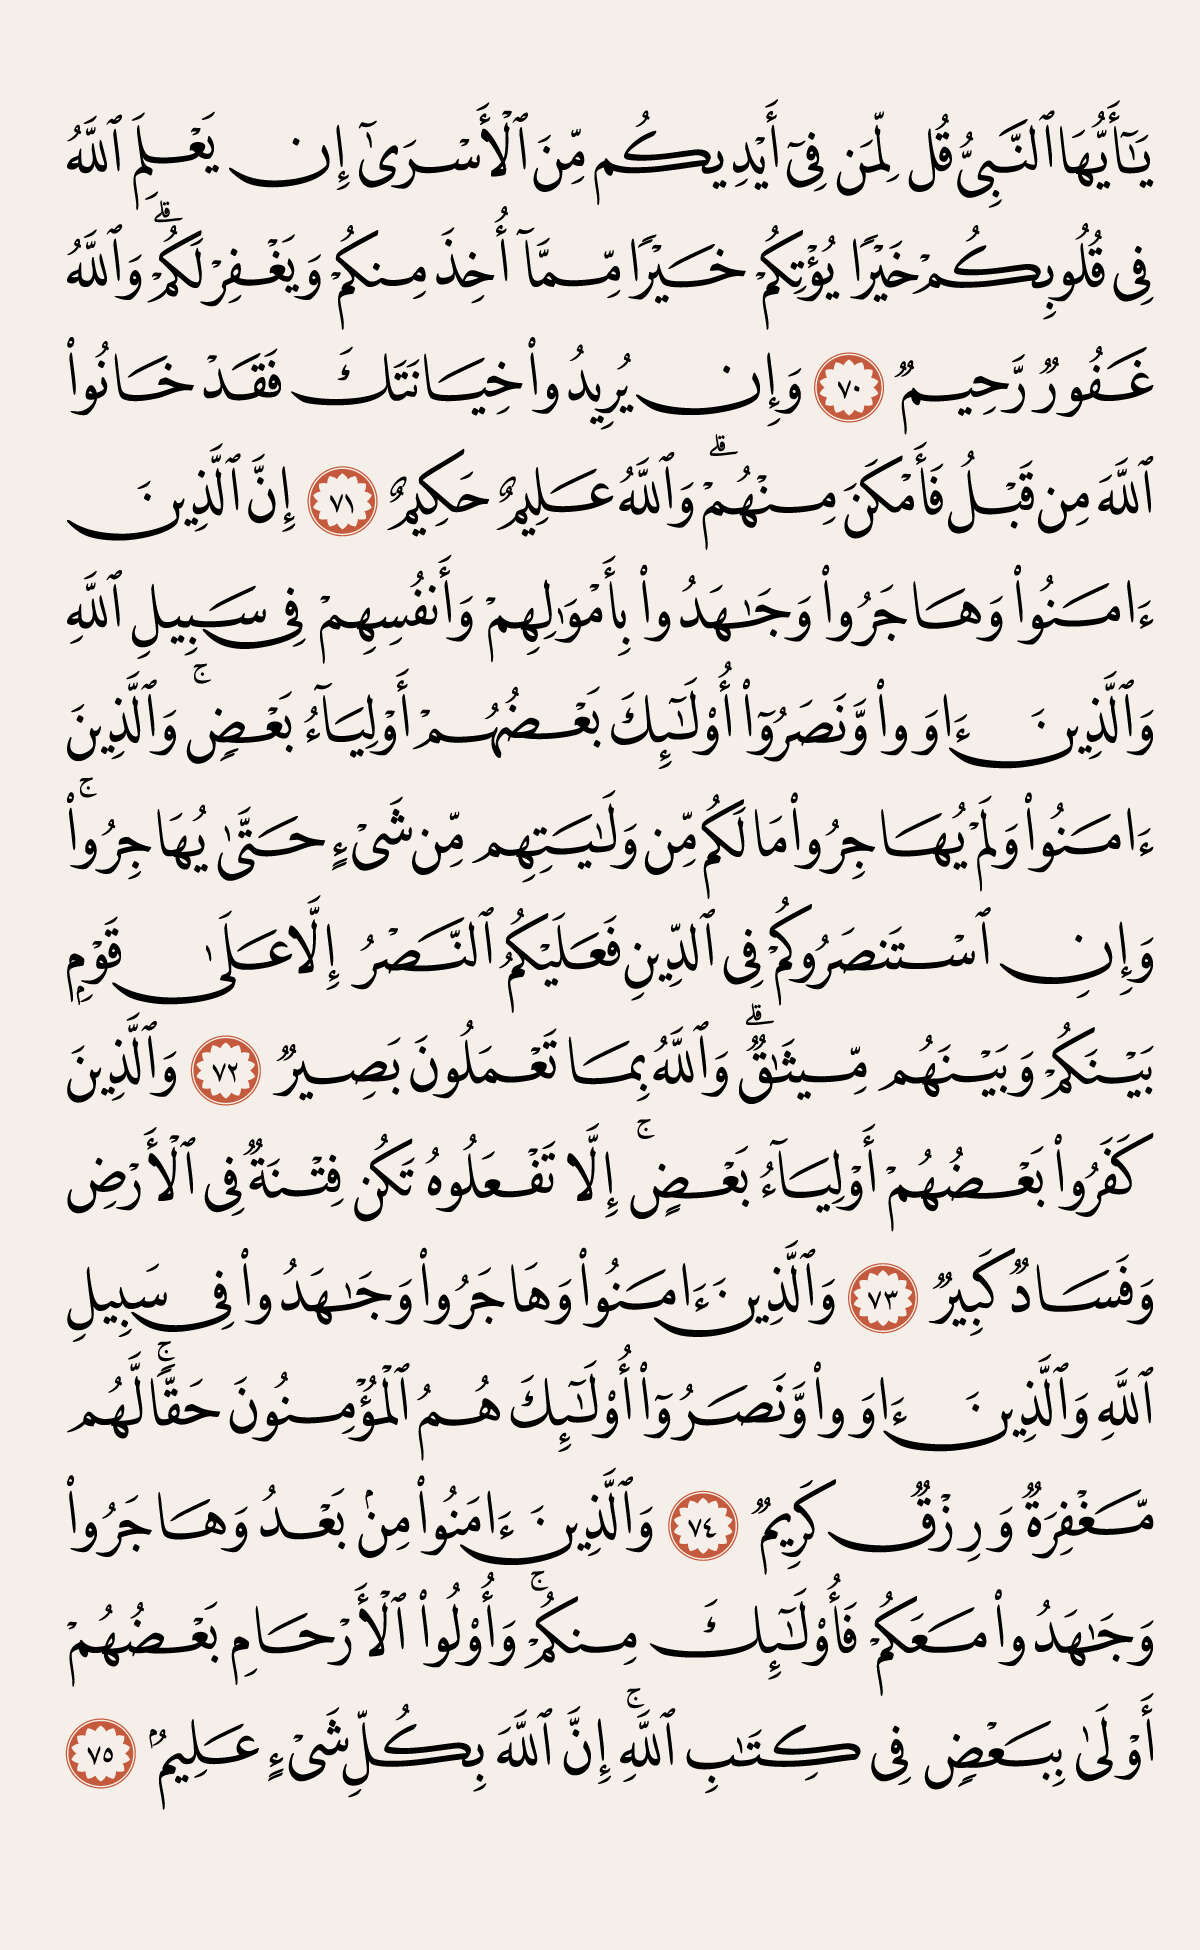 يَـٰٓأَيُّهَا ٱلنَّبِىُّ قُل لِّمَن فِىٓ أَيْدِيكُم مِّنَ ٱلْأَسْرَىٰٓ إِن يَعْلَمِ ٱللَّهُ
فِى قُلُوبِكُمْ خَيْرًا يُؤْتِكُمْ خَيْرًا مِّمَّآ أُخِذَ مِنكُمْ وَيَغْفِرْ لَكُمْ ۗ وَٱللَّهُ
غَفُورٌ رَّحِيمٌ ٧٠ وَإِن يُرِيدُوا۟ خِيَانَتَكَ فَقَدْ خَانُوا۟
ٱللَّهَ مِن قَبْلُ فَأَمْكَنَ مِنْهُمْ ۗ وَٱللَّهُ عَلِيمٌ حَكِيمٌ ٧١ إِنَّ ٱلَّذِينَ
ءَامَنُوا۟ وَهَاجَرُوا۟ وَجَـٰهَدُوا۟ بِأَمْوَٰلِهِمْ وَأَنفُسِهِمْ فِى سَبِيلِ ٱللَّهِ
وَٱلَّذِينَ ءَاوَوا۟ وَّنَصَرُوٓا۟ أُو۟لَـٰٓئِكَ بَعْضُهُمْ أَوْلِيَآءُ بَعْضٍ ۚ وَٱلَّذِينَ
ءَامَنُوا۟ وَلَمْ يُهَاجِرُوا۟ مَا لَكُم مِّن وَلَـٰيَتِهِم مِّن شَىْءٍ حَتَّىٰ يُهَاجِرُوا۟ ۚ
وَإِنِ ٱسْتَنصَرُوكُمْ فِى ٱلدِّينِ فَعَلَيْكُمُ ٱلنَّصْرُ إِلَّا عَلَىٰ قَوْمٍۭ
بَيْنَكُمْ وَبَيْنَهُم مِّيثَـٰقٌ ۗ وَٱللَّهُ بِمَا تَعْمَلُونَ بَصِيرٌ ٧٢ وَٱلَّذِينَ
كَفَرُوا۟ بَعْضُهُمْ أَوْلِيَآءُ بَعْضٍ ۚ إِلَّا تَفْعَلُوهُ تَكُن فِتْنَةٌ فِى ٱلْأَرْضِ
وَفَسَادٌ كَبِيرٌ ٧٣ وَٱلَّذِينَ ءَامَنُوا۟ وَهَاجَرُوا۟ وَجَـٰهَدُوا۟ فِى سَبِيلِ
ٱللَّهِ وَٱلَّذِينَ ءَاوَوا۟ وَّنَصَرُوٓا۟ أُو۟لَـٰٓئِكَ هُمُ ٱلْمُؤْمِنُونَ حَقًّا ۚ لَّهُم
مَّغْفِرَةٌ وَرِزْقٌ كَرِيمٌ ٧٤ وَٱلَّذِينَ ءَامَنُوا۟ مِنۢ بَعْدُ وَهَاجَرُوا۟
وَجَـٰهَدُوا۟ مَعَكُمْ فَأُو۟لَـٰٓئِكَ مِنكُمْ ۚ وَأُو۟لُوا۟ ٱلْأَرْحَامِ بَعْضُهُمْ
أَوْلَىٰ بِبَعْضٍ فِى كِتَـٰبِ ٱللَّهِ ۚ إِنَّ ٱللَّهَ بِكُلِّ شَىْءٍ عَلِيمٌۢ ٧٥